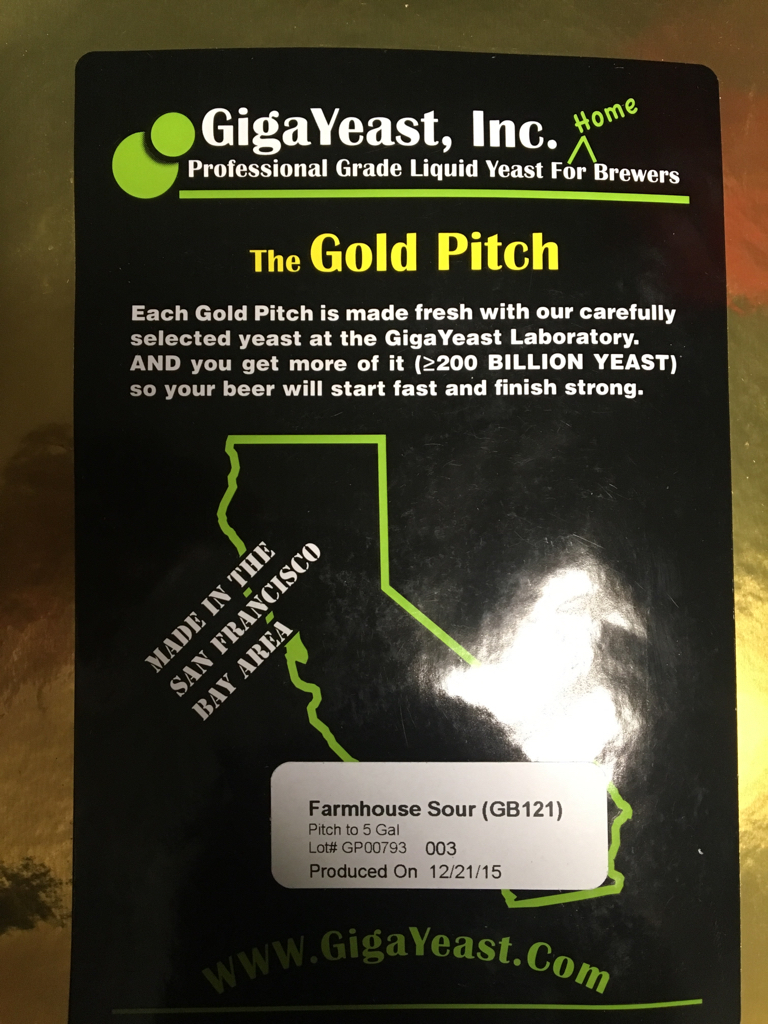 GigaYeast, Inc.
Home
Professional Grade Liquid Yeast For Brewers
The Gold Pitch
Each Gold Pitch is made fresh with our carefully
selected yeast at the GigaYeast Laboratory.
AND you get more of it (≥200 BILLION YEAST)
so your beer will start fast and finish strong.
MADE IN THE
SAN FRANCISCO
BAY AREA
Farmhouse Sour (GB121)
Pitch to 5 Gal
Lot# GP00793 003
Produced On 12/21/15
www.GigaYeast.Com